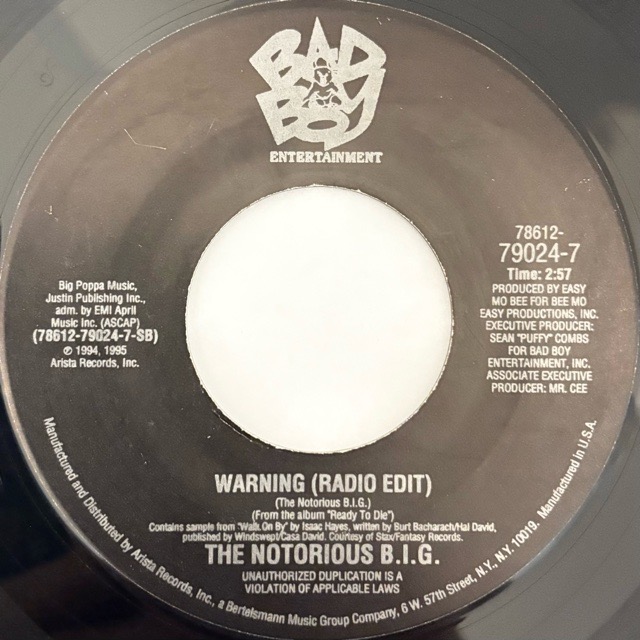 BAD
BOY
ENTERTAINMENT
78612-
79024-7
Time: 2:57
PRODUCED BY EASY
MO BEE FOR BEE MO
EASY PRODUCTIONS, INC.
EXECUTIVE PRODUCER:
SEAN "PUFFY" COMBS
FOR BAD BOY
ENTERTAINMENT, INC.
ASSOCIATE EXECUTIVE
PRODUCER: MR. CEE
Big Poppa Music,
Justin Publishing Inc.,
adm. by EMI April
Music Inc. (ASCAP)
(78612-79024-7-SB)
℗ 1994, 1995
Arista Records, Inc.
WARNING (RADIO EDIT)
(The Notorious B.I.G.)
(From the album "Ready To Die")
Contains sample from "Walk On By" by Isaac Hayes, written by Burt Bacharach/Hal David,
published by Windswept/Casa David. Courtesy of Stax/Fantasy Records.
THE NOTORIOUS B.I.G.
UNAUTHORIZED DUPLICATION IS A
VIOLATION OF APPLICABLE LAWS
Manufactured and Distributed by Arista Records, Inc., a Bertelsmann Music Group Company, 6 W. 57th Street, N.Y., N.Y. 10019. Manufactured in U.S.A.